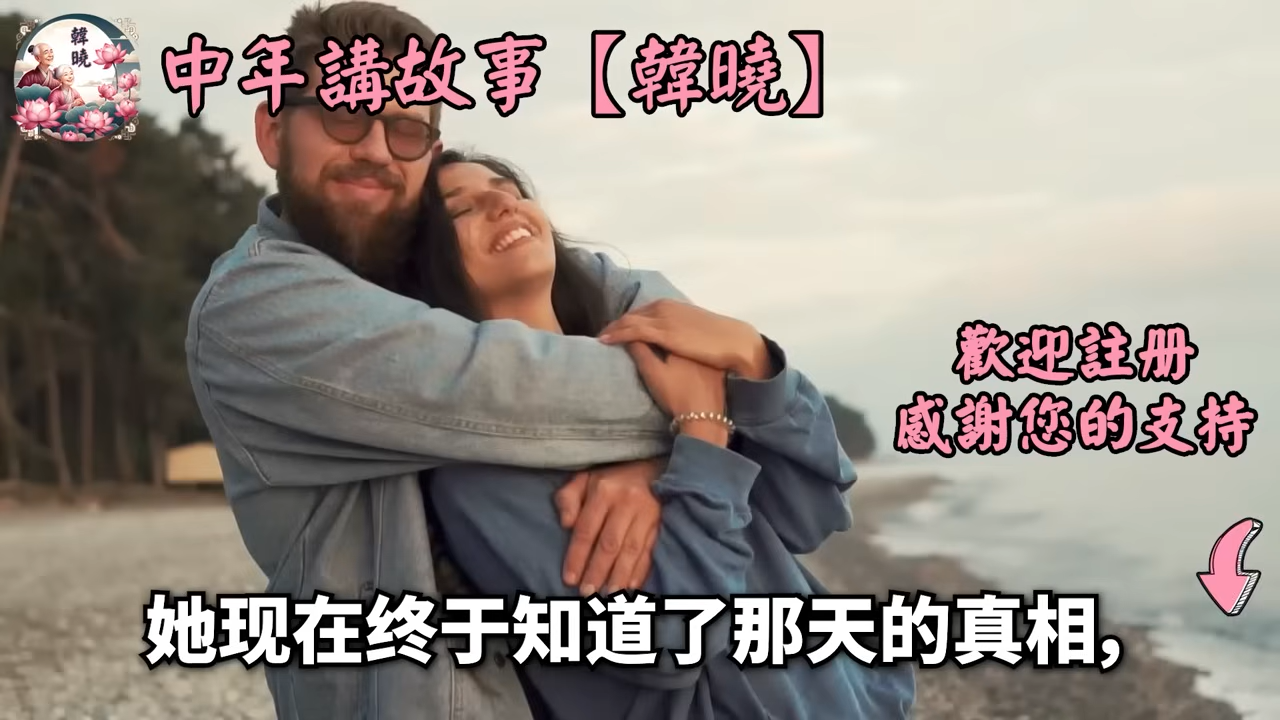 韓
曉
中年講故事【韓曉】
歡迎註册
感謝您的支持
她现在终于知道了那天的真相,